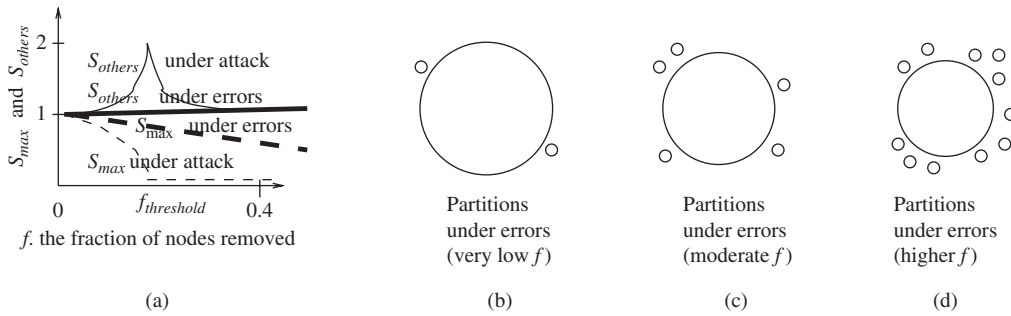 S_max and S_others
2
S_others under attack
S_others under errors
1
S_max under errors
S_max under attack
0
f_threshold
0.4
f. the fraction of nodes removed
(a)
Partitions
under errors
(very low f)
(b)
Partitions
under errors
(moderate f)
(c)
Partitions
under errors
(higher f)
(d)